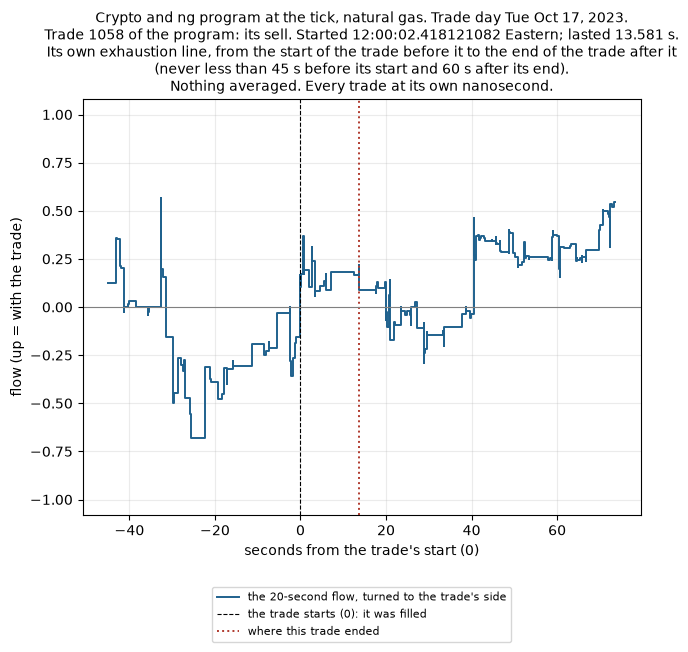 Crypto and ng program at the tick, natural gas. Trade day Tue Oct 17, 2023.
Trade 1058 of the program: its sell. Started 12:00:02.418121082 Eastern; lasted 13.581 s.
Its own exhaustion line, from the start of the trade before it to the end of the trade after it
(never less than 45 s before its start and 60 s after its end).
Nothing averaged. Every trade at its own nanosecond.
1.00
0.75
0.50
0.25
0.00
−0.25
−0.50
−0.75
−1.00
flow (up = with the trade)
−40
−20
0
20
40
60
seconds from the trade's start (0)
the 20-second flow, turned to the trade's side
the trade starts (0): it was filled
where this trade ended